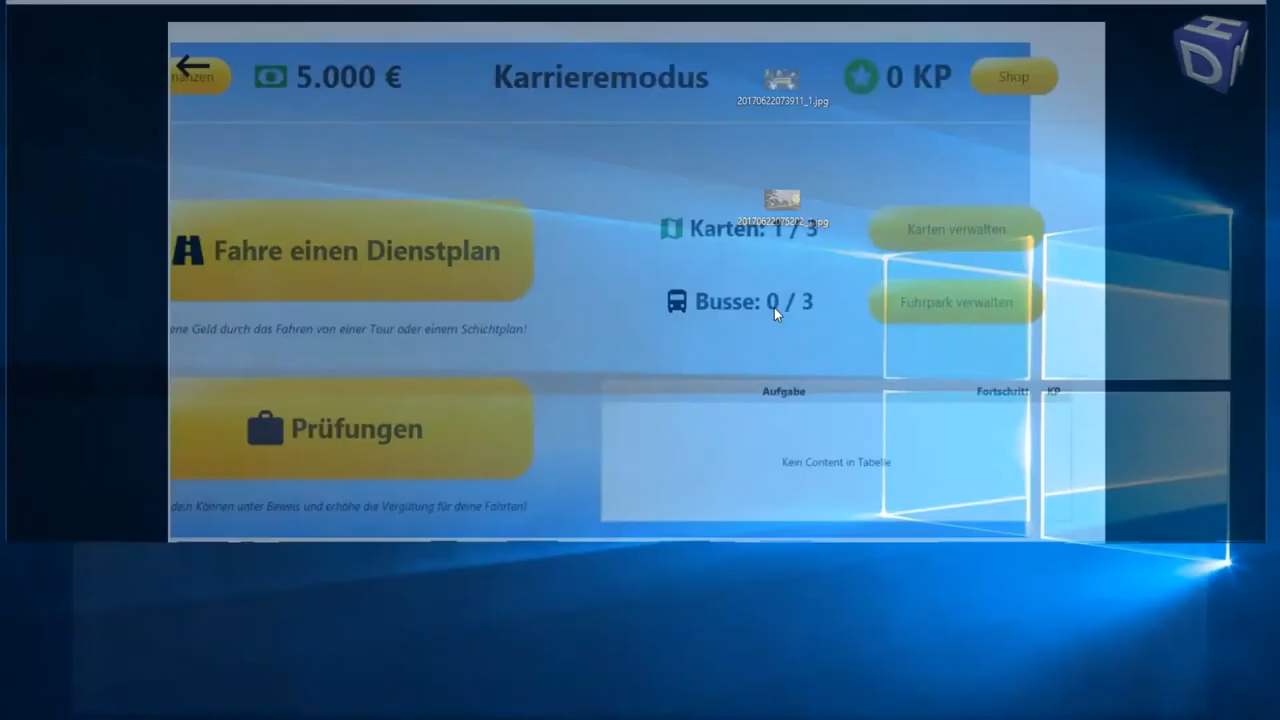 nanzen
5.000 €
Karrieremodus
0 KP
Shop
20170622073911_1.jpg
Fahre einen Dienstplan
Karten: 1 / 3
Karten verwalten
Busse: 0 / 3
Fuhrpark verwalten
ene Geld durch das Fahren von einer Tour oder einem Schichtplan!
Aufgabe
Fortschritt
KP
Prüfungen
Kein Content in Tabelle
dein Können unter Beweis und erhöhe die Vergütung für deine Fahrten!